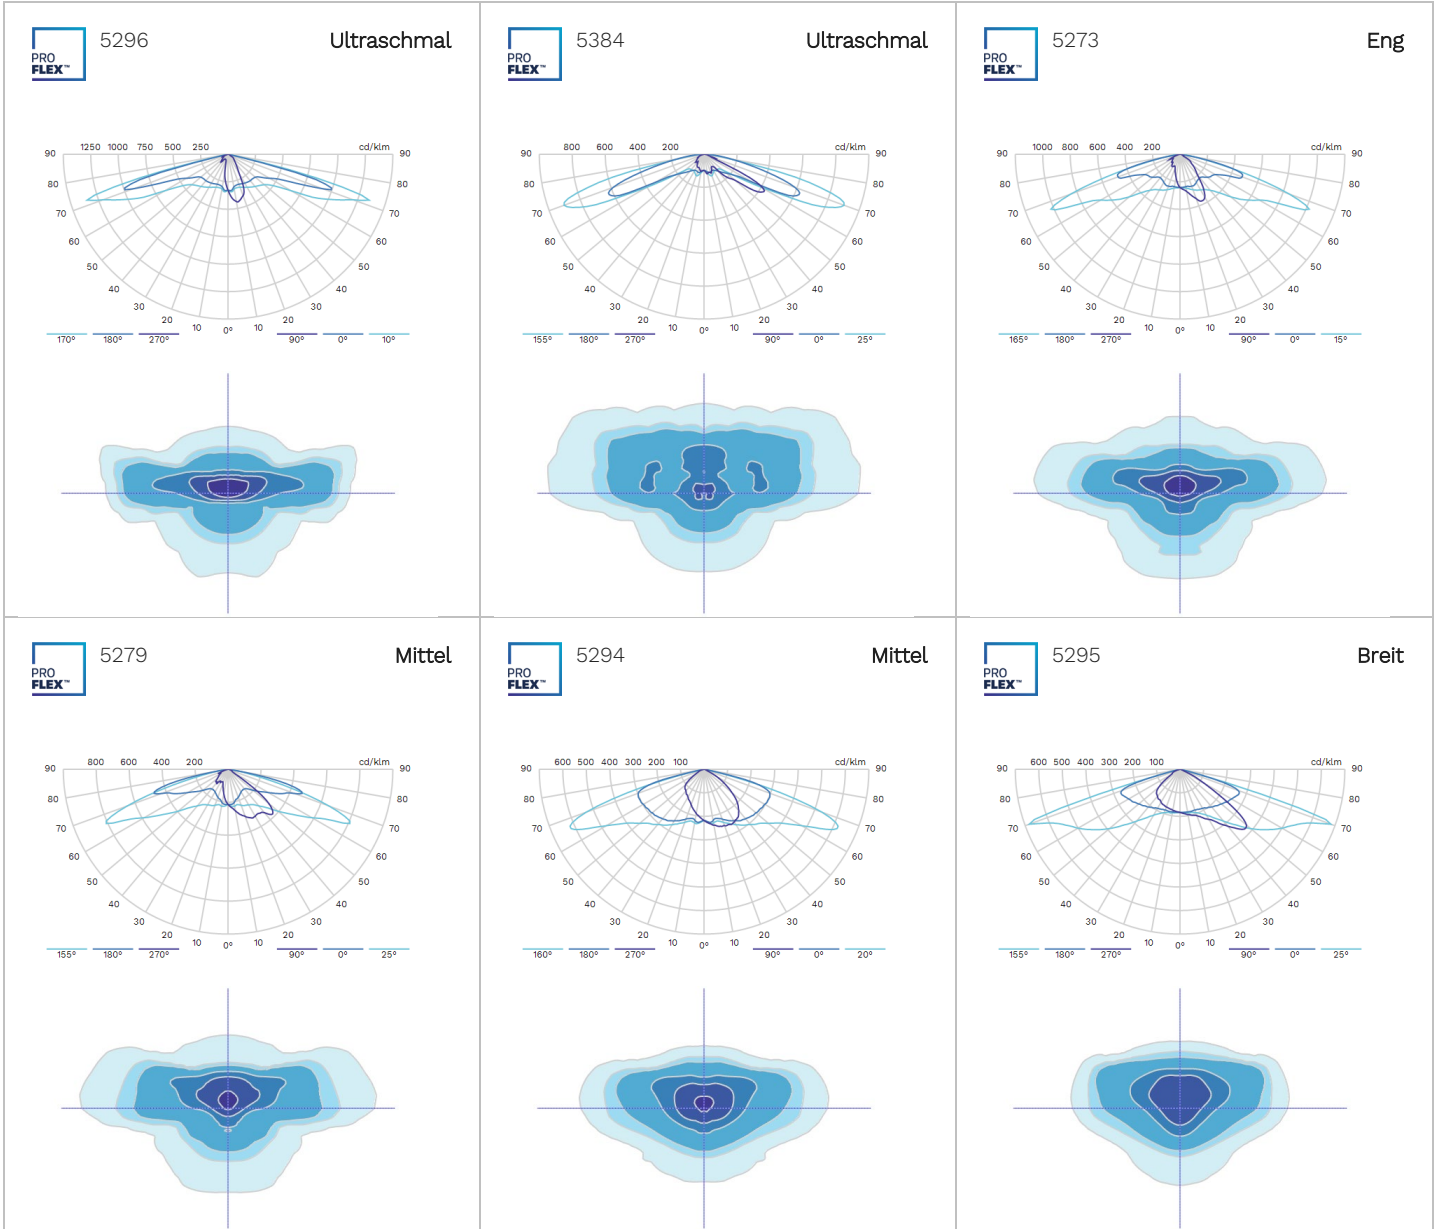 5296 Ultraschmal
PRO
FLEX™
90 1250 1000 750 500 250 cd/klm 90
80 80
70 70
60 60
50 50
40 40
30 30
20 10 0° 10 20
170° 180° 270° 90° 0° 10°
5384 Ultraschmal
PRO
FLEX™
90 800 600 400 200 cd/klm 90
80 80
70 70
60 60
50 50
40 40
30 30
20 10 0° 10 20
155° 180° 270° 90° 0° 25°
5273 Eng
PRO
FLEX™
90 1000 800 600 400 200 cd/klm 90
80 80
70 70
60 60
50 50
40 40
30 30
20 10 0° 10 20
165° 180° 270° 90° 0° 15°
5279 Mittel
PRO
FLEX™
90 800 600 400 200 cd/klm 90
80 80
70 70
60 60
50 50
40 40
30 30
20 10 0° 10 20
155° 180° 270° 90° 0° 25°
5294 Mittel
PRO
FLEX™
90 600 500 400 300 200 100 cd/klm 90
80 80
70 70
60 60
50 50
40 40
30 30
20 10 0° 10 20
160° 180° 270° 90° 0° 20°
5295 Breit
PRO
FLEX™
90 600 500 400 300 200 100 cd/klm 90
80 80
70 70
60 60
50 50
40 40
30 30
20 10 0° 10 20
155° 180° 270° 90° 0° 25°